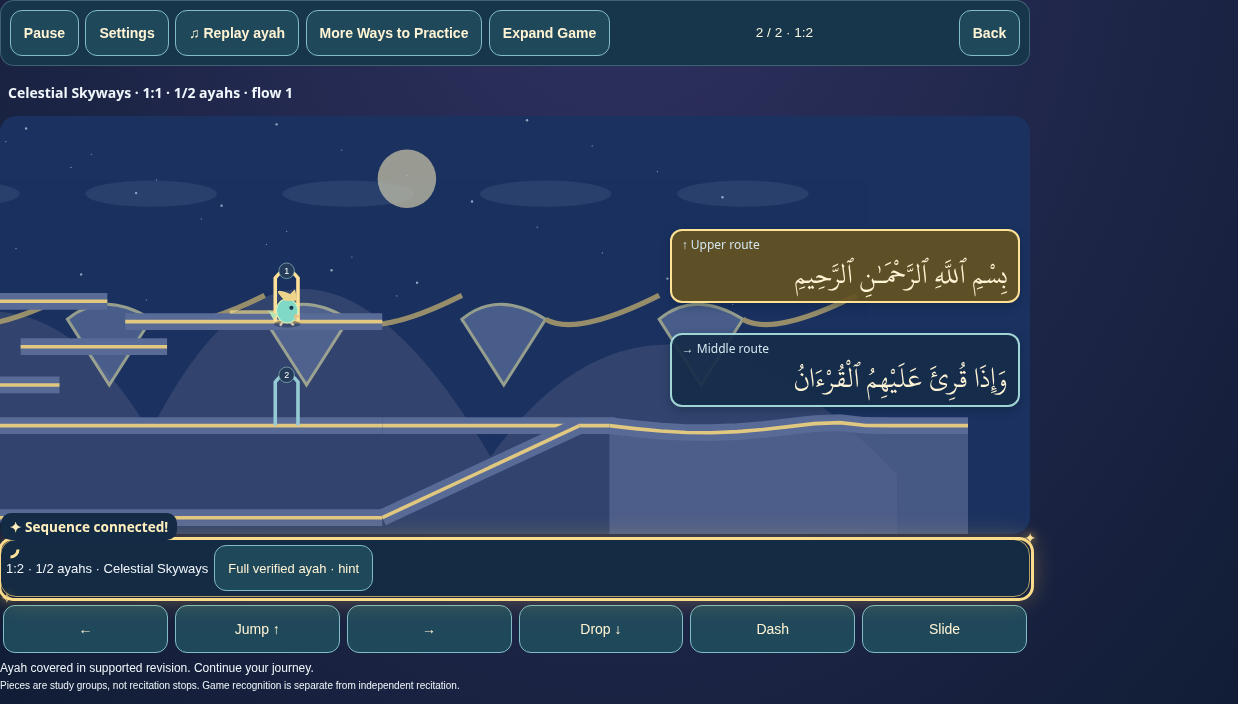 Pause Settings ♫ Replay ayah More Ways to Practice Expand Game 2 / 2 · 1:2 Back
Celestial Skyways · 1:1 · 1/2 ayahs · flow 1
↑ Upper route
بِسْمِ ٱللَّهِ ٱلرَّحْمَـٰنِ ٱلرَّحِيمِ
1
→ Middle route
وَإِذَا قُرِئَ عَلَيْهِمُ ٱلْقُرْءَانُ
2
✦ Sequence connected!
1:2 · 1/2 ayahs · Celestial Skyways Full verified ayah · hint
← Jump ↑ → Drop ↓ Dash Slide
Ayah covered in supported revision. Continue your journey.
Pieces are study groups, not recitation stops. Game recognition is separate from independent recitation.